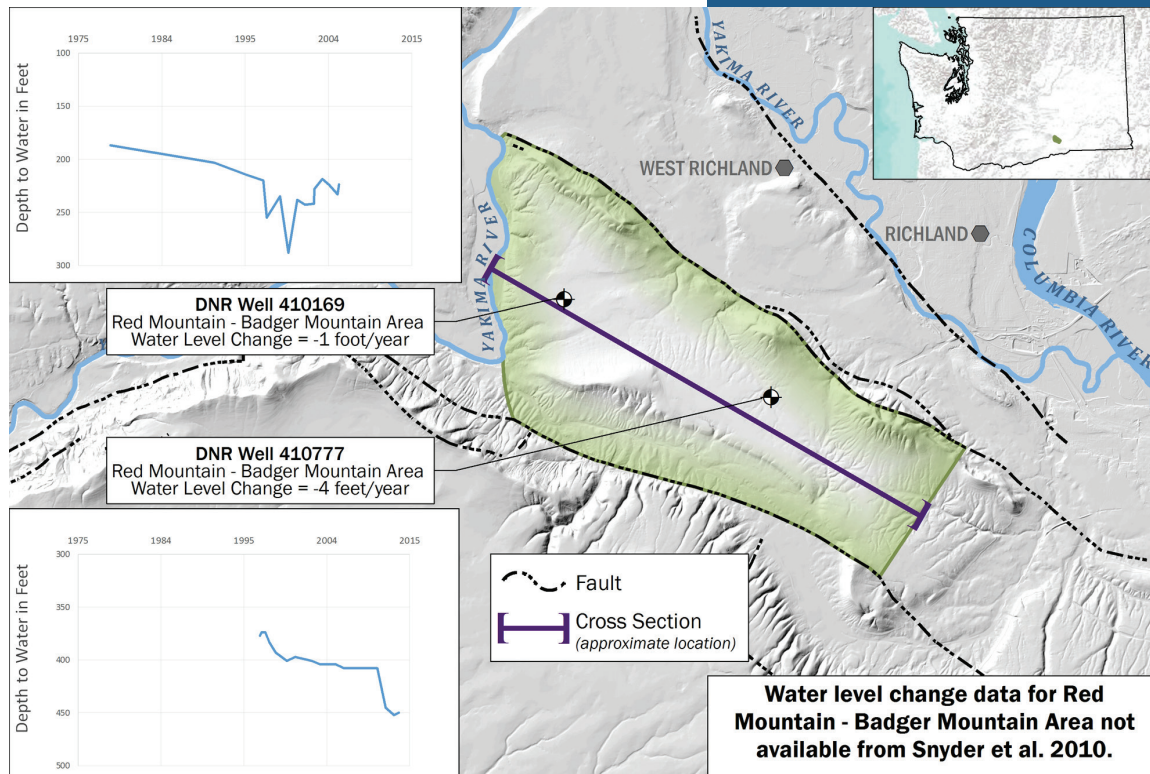 1975 1984 1995 2005 2015
100
150
200
250
300
Depth to Water in Feet
DNR Well 410169
Red Mountain - Badger Mountain Area
Water Level Change = -1 foot/year
DNR Well 410777
Red Mountain - Badger Mountain Area
Water Level Change = -4 feet/year
1975 1984 1995 2004 2015
300
350
400
450
500
Depth to Water in Feet
YAKIMA RIVER
YAKIMA RIVER
WEST RICHLAND
RICHLAND
COLUMBIA RIVER
Fault
Cross Section
(approximate location)
Water level change data for Red
Mountain - Badger Mountain Area not
available from Snyder et al. 2010.